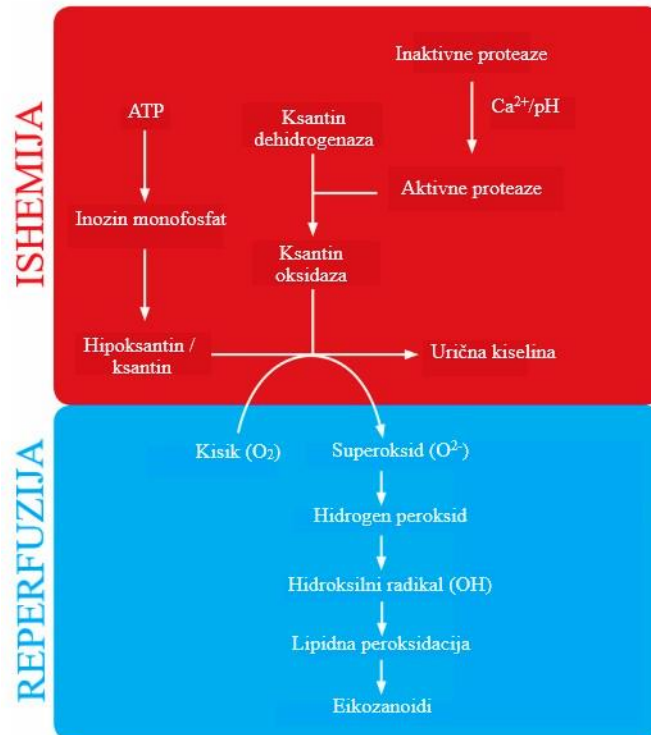 ISHEMIJA
Inaktivne proteaze
ATP
Ksantin
dehidrogenaza
Ca²⁺/pH
Aktivne proteaze
Inozin monofosfat
Ksantin
oksidaza
Hipoksantin /
ksantin
Urična kiselina
REPERFUZIJA
Kisik (O₂)
Superoksid (O²⁻)
Hidrogen peroksid
Hidroksilni radikal (OH)
Lipidna peroksidacija
Eikozanoidi